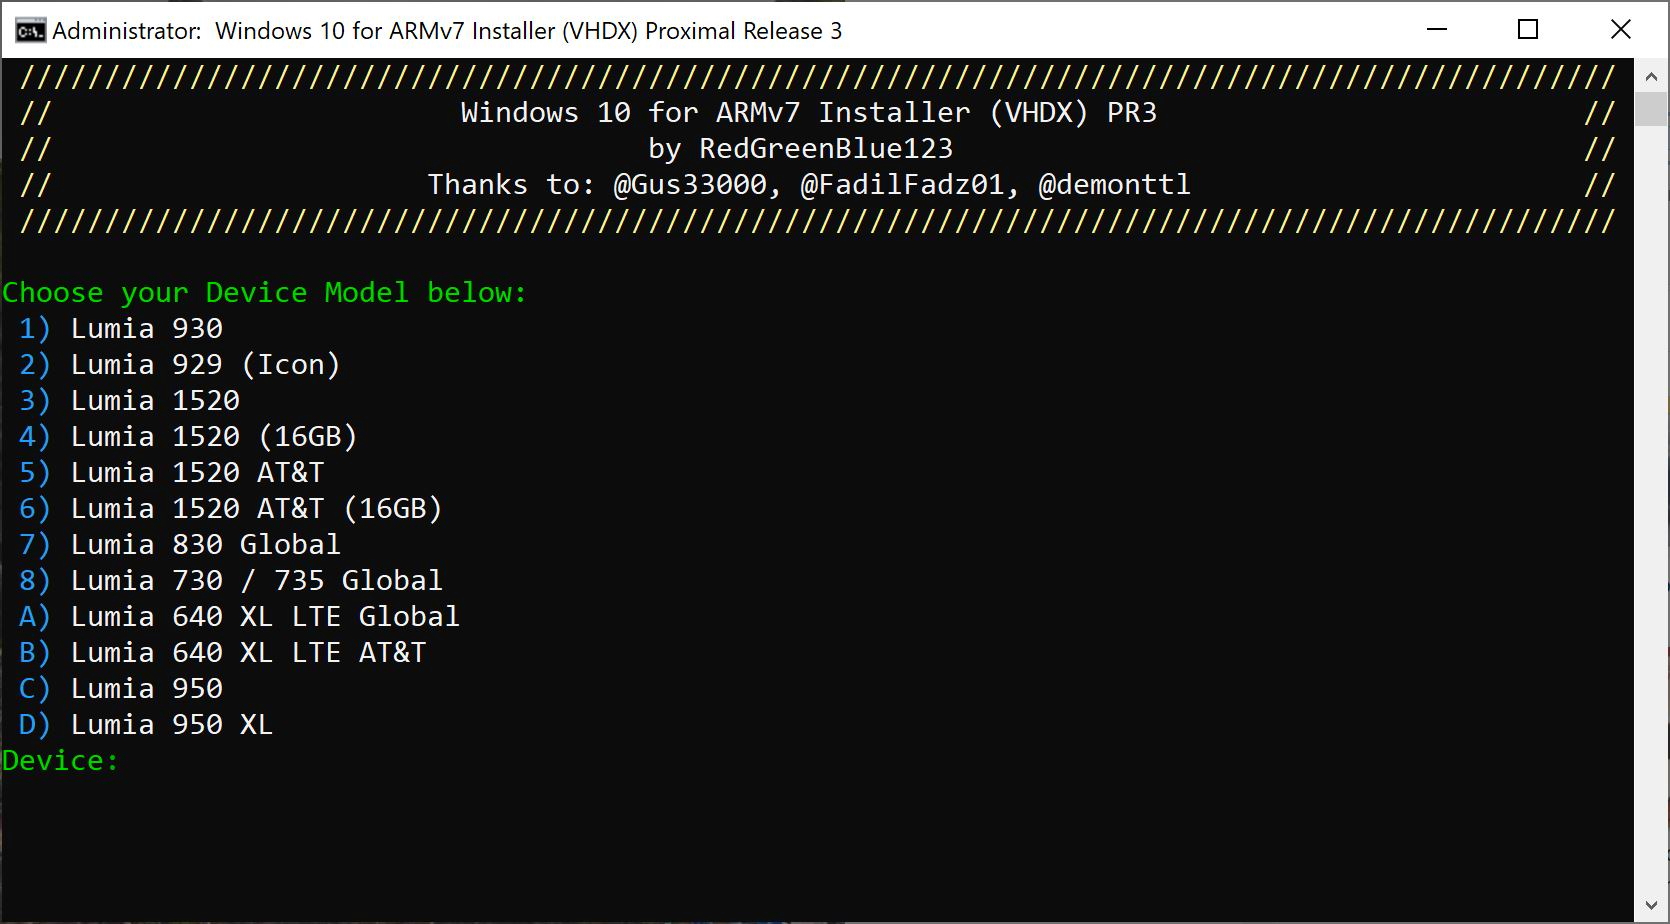 Administrator:  Windows 10 for ARMv7 Installer (VHDX) Proximal Release 3
//////////////////////////////////////////////////////////////////////////////////////////////
//                        Windows 10 for ARMv7 Installer (VHDX) PR3                         //
//                                   by RedGreenBlue123                                     //
//                      Thanks to: @Gus33000, @FadilFadz01, @demonttl                       //
//////////////////////////////////////////////////////////////////////////////////////////////
Choose your Device Model below:
1) Lumia 930
2) Lumia 929 (Icon)
3) Lumia 1520
4) Lumia 1520 (16GB)
5) Lumia 1520 AT&T
6) Lumia 1520 AT&T (16GB)
7) Lumia 830 Global
8) Lumia 730 / 735 Global
A) Lumia 640 XL LTE Global
B) Lumia 640 XL LTE AT&T
C) Lumia 950
D) Lumia 950 XL
Device: